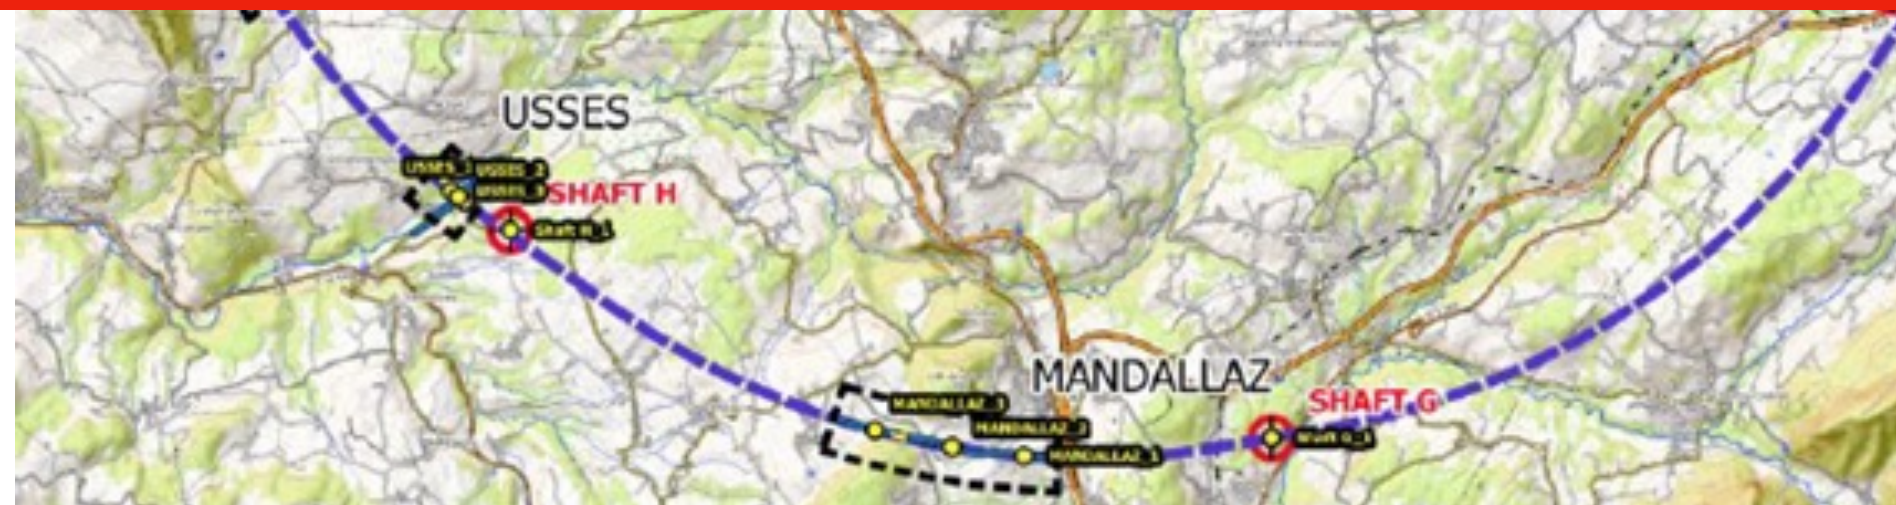 USSES
USSES_1
USSES_2
USSES_3
SHAFT H
Shaft H_1
MANDALLAZ
MANDALLAZ_3
MANDALLAZ_2
MANDALLAZ_1
SHAFT G
Shaft G_1